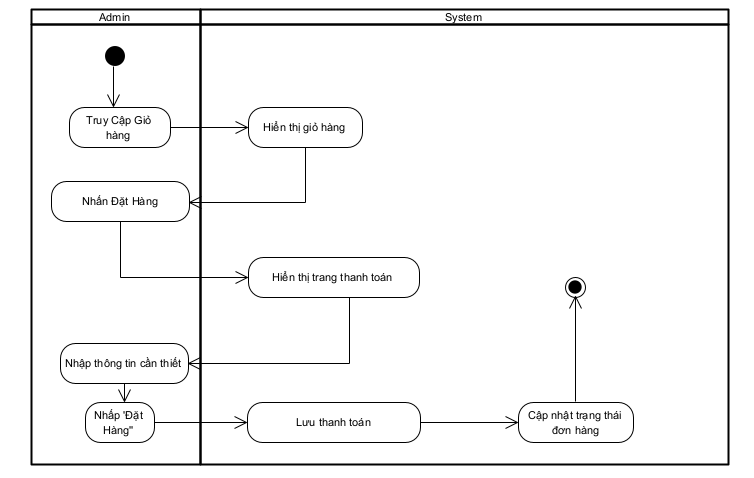 Admin
System
Truy Cập Giỏ
hàng
Hiển thị giỏ hàng
Nhấn Đặt Hàng
Hiển thị trang thanh toán
Nhập thông tin cần thiết
Nhấp 'Đặt
Hàng"
Lưu thanh toán
Cập nhật trạng thái
đơn hàng